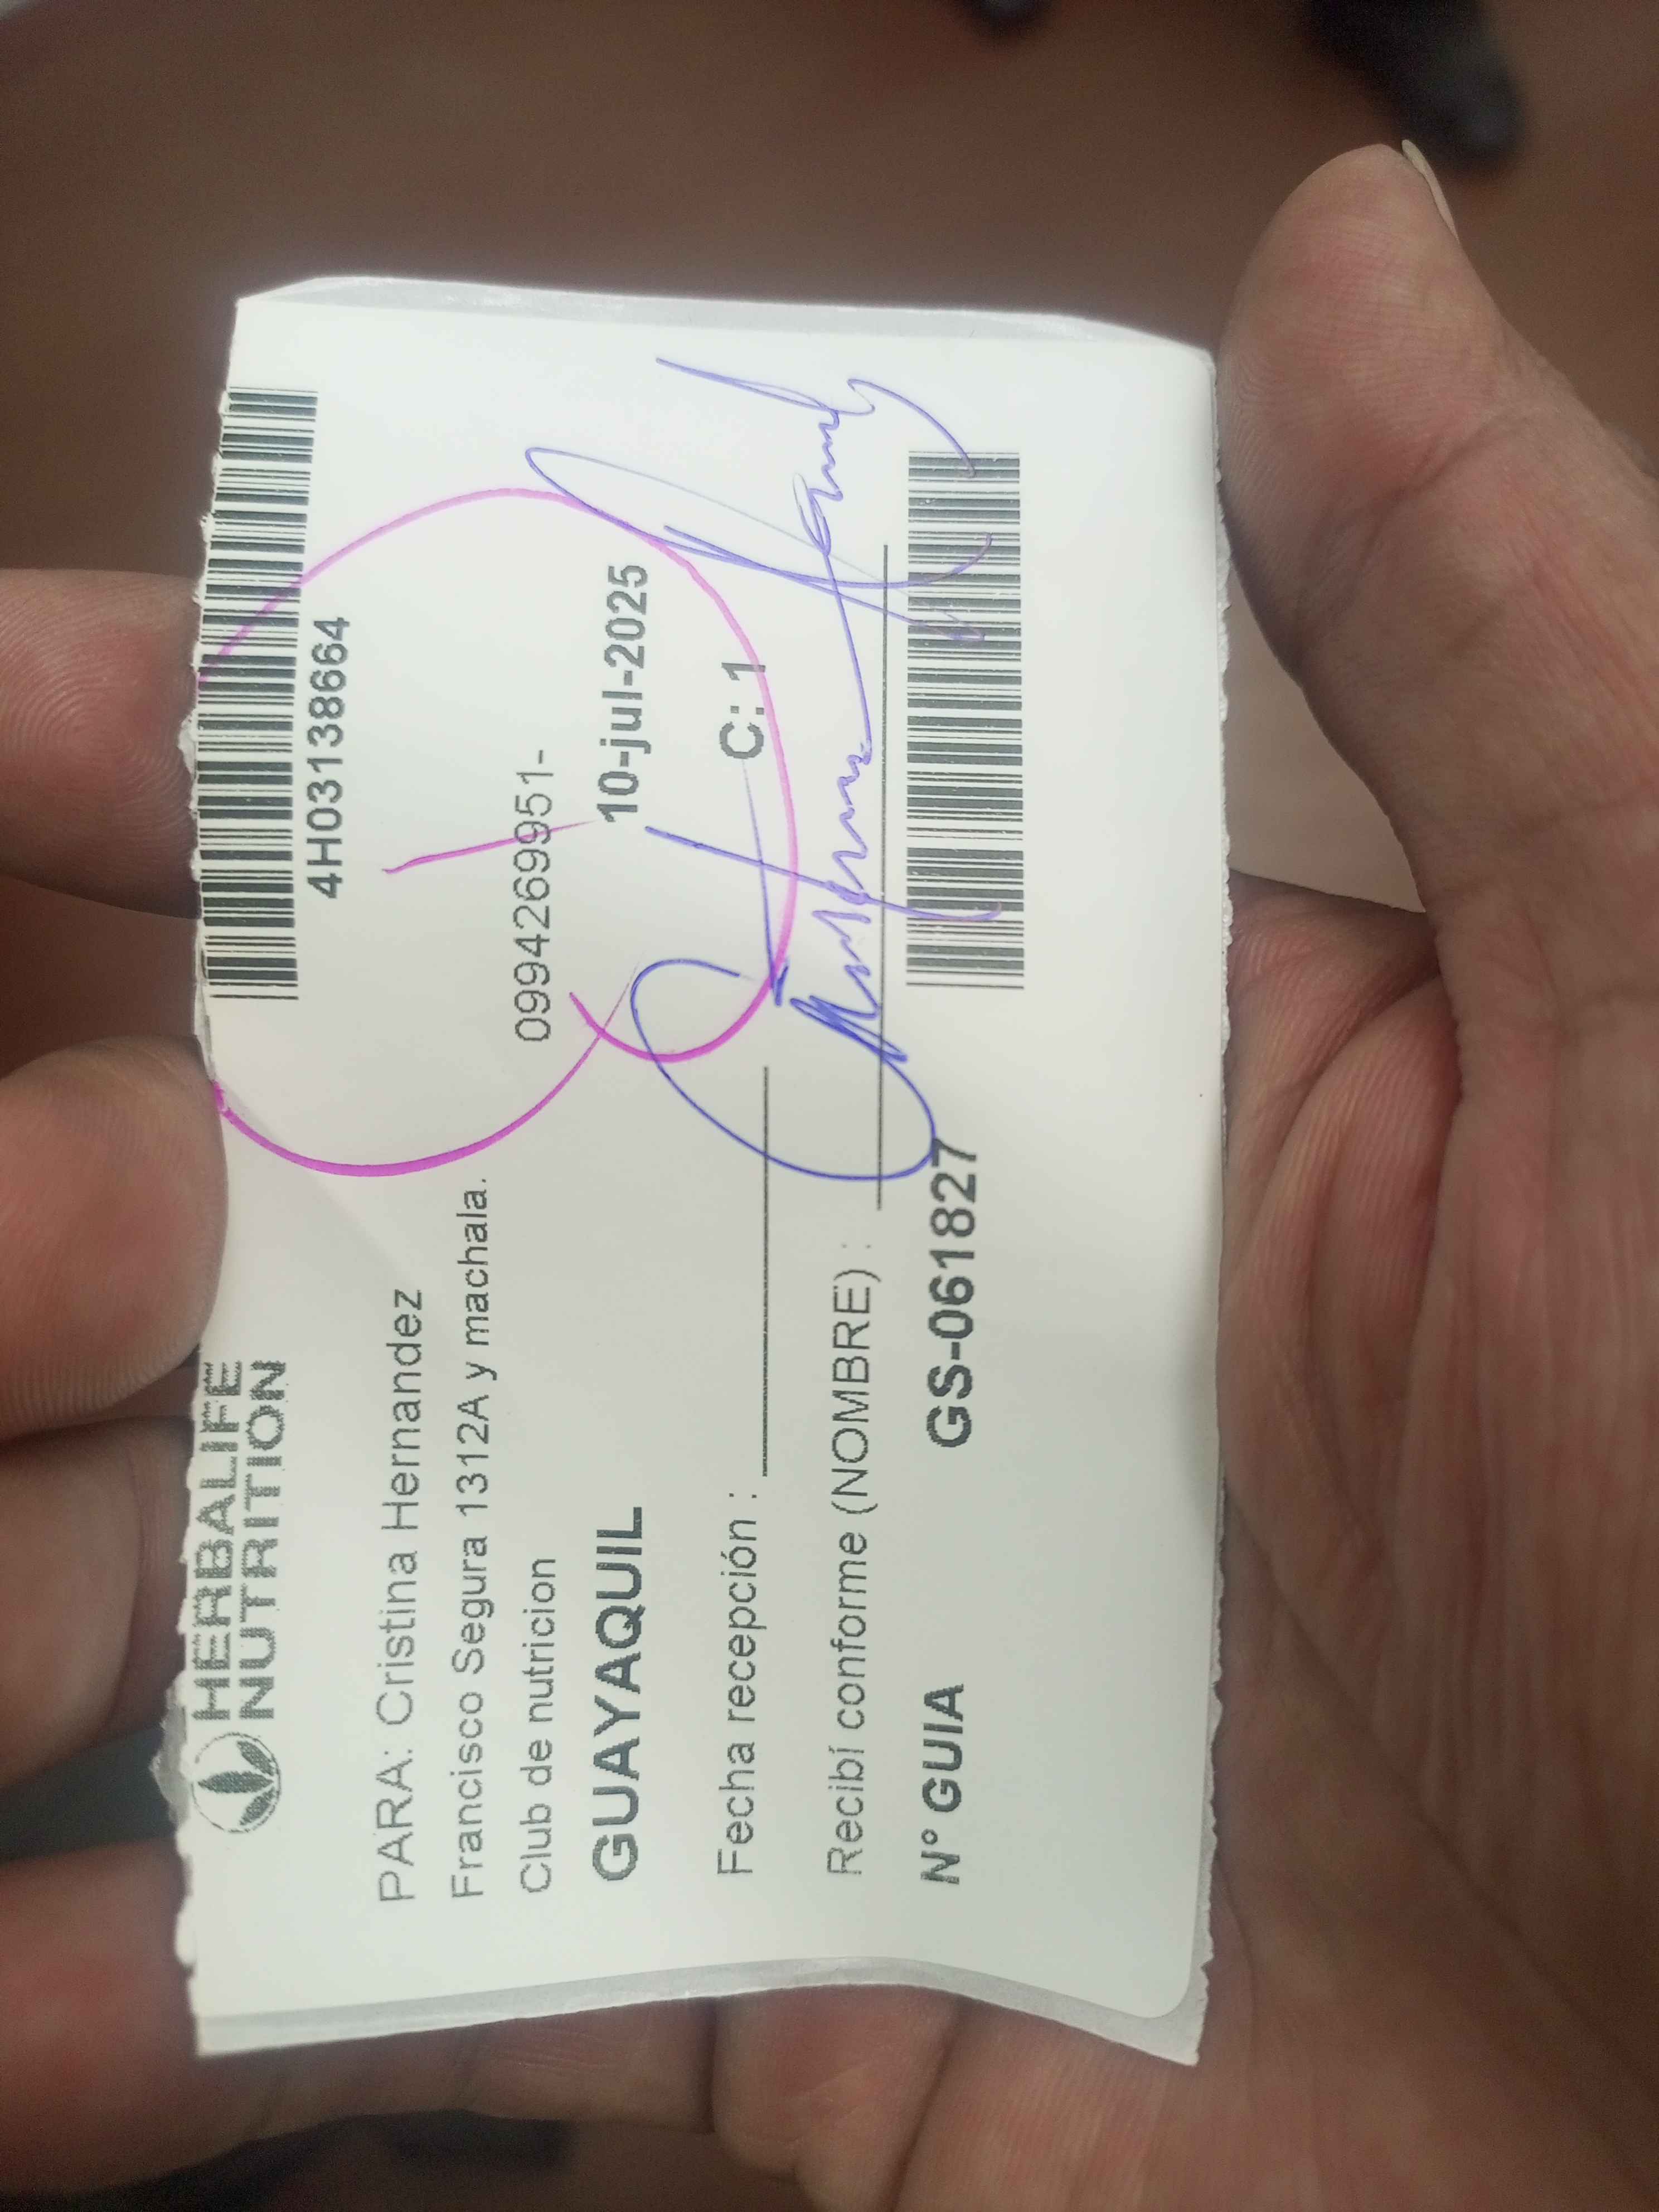 HERBALIFE
NUTRITION
4H03138664
PARA: Cristina Hernandez
Francisco Segura 1312A y machala.
Club de nutricion
0994269951-
GUAYAQUIL
10-jul-2025
Fecha recepción :
C: 1
Recibí conforme (NOMBRE) :
N° GUIA
GS-061827